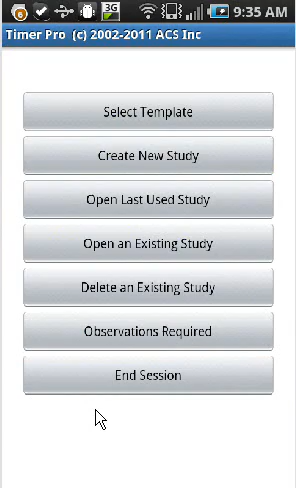 6 3G 9:35 AM
Timer Pro (c) 2002-2011 ACS Inc
Select Template
Create New Study
Open Last Used Study
Open an Existing Study
Delete an Existing Study
Observations Required
End Session